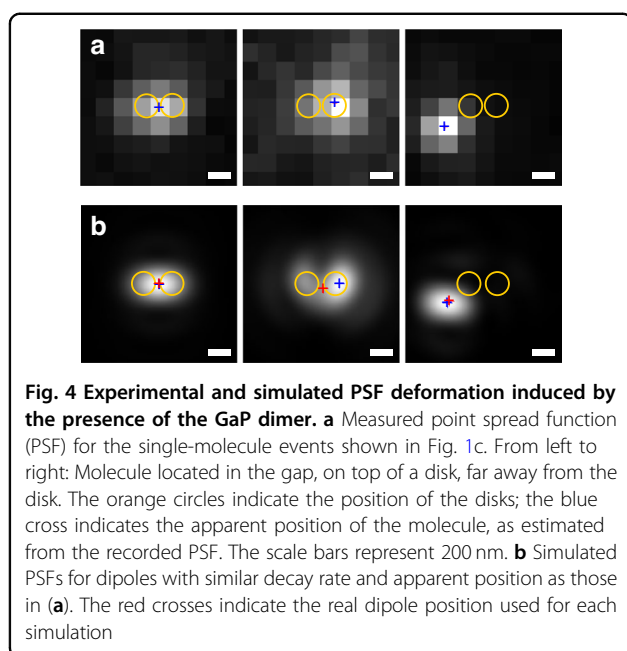 a
b
Fig. 4 Experimental and simulated PSF deformation induced by
the presence of the GaP dimer. a Measured point spread function
(PSF) for the single-molecule events shown in Fig. 1c. From left to
right: Molecule located in the gap, on top of a disk, far away from the
disk. The orange circles indicate the position of the disks; the blue
cross indicates the apparent position of the molecule, as estimated
from the recorded PSF. The scale bars represent 200 nm. b Simulated
PSFs for dipoles with similar decay rate and apparent position as those
in (a). The red crosses indicate the real dipole position used for each
simulation